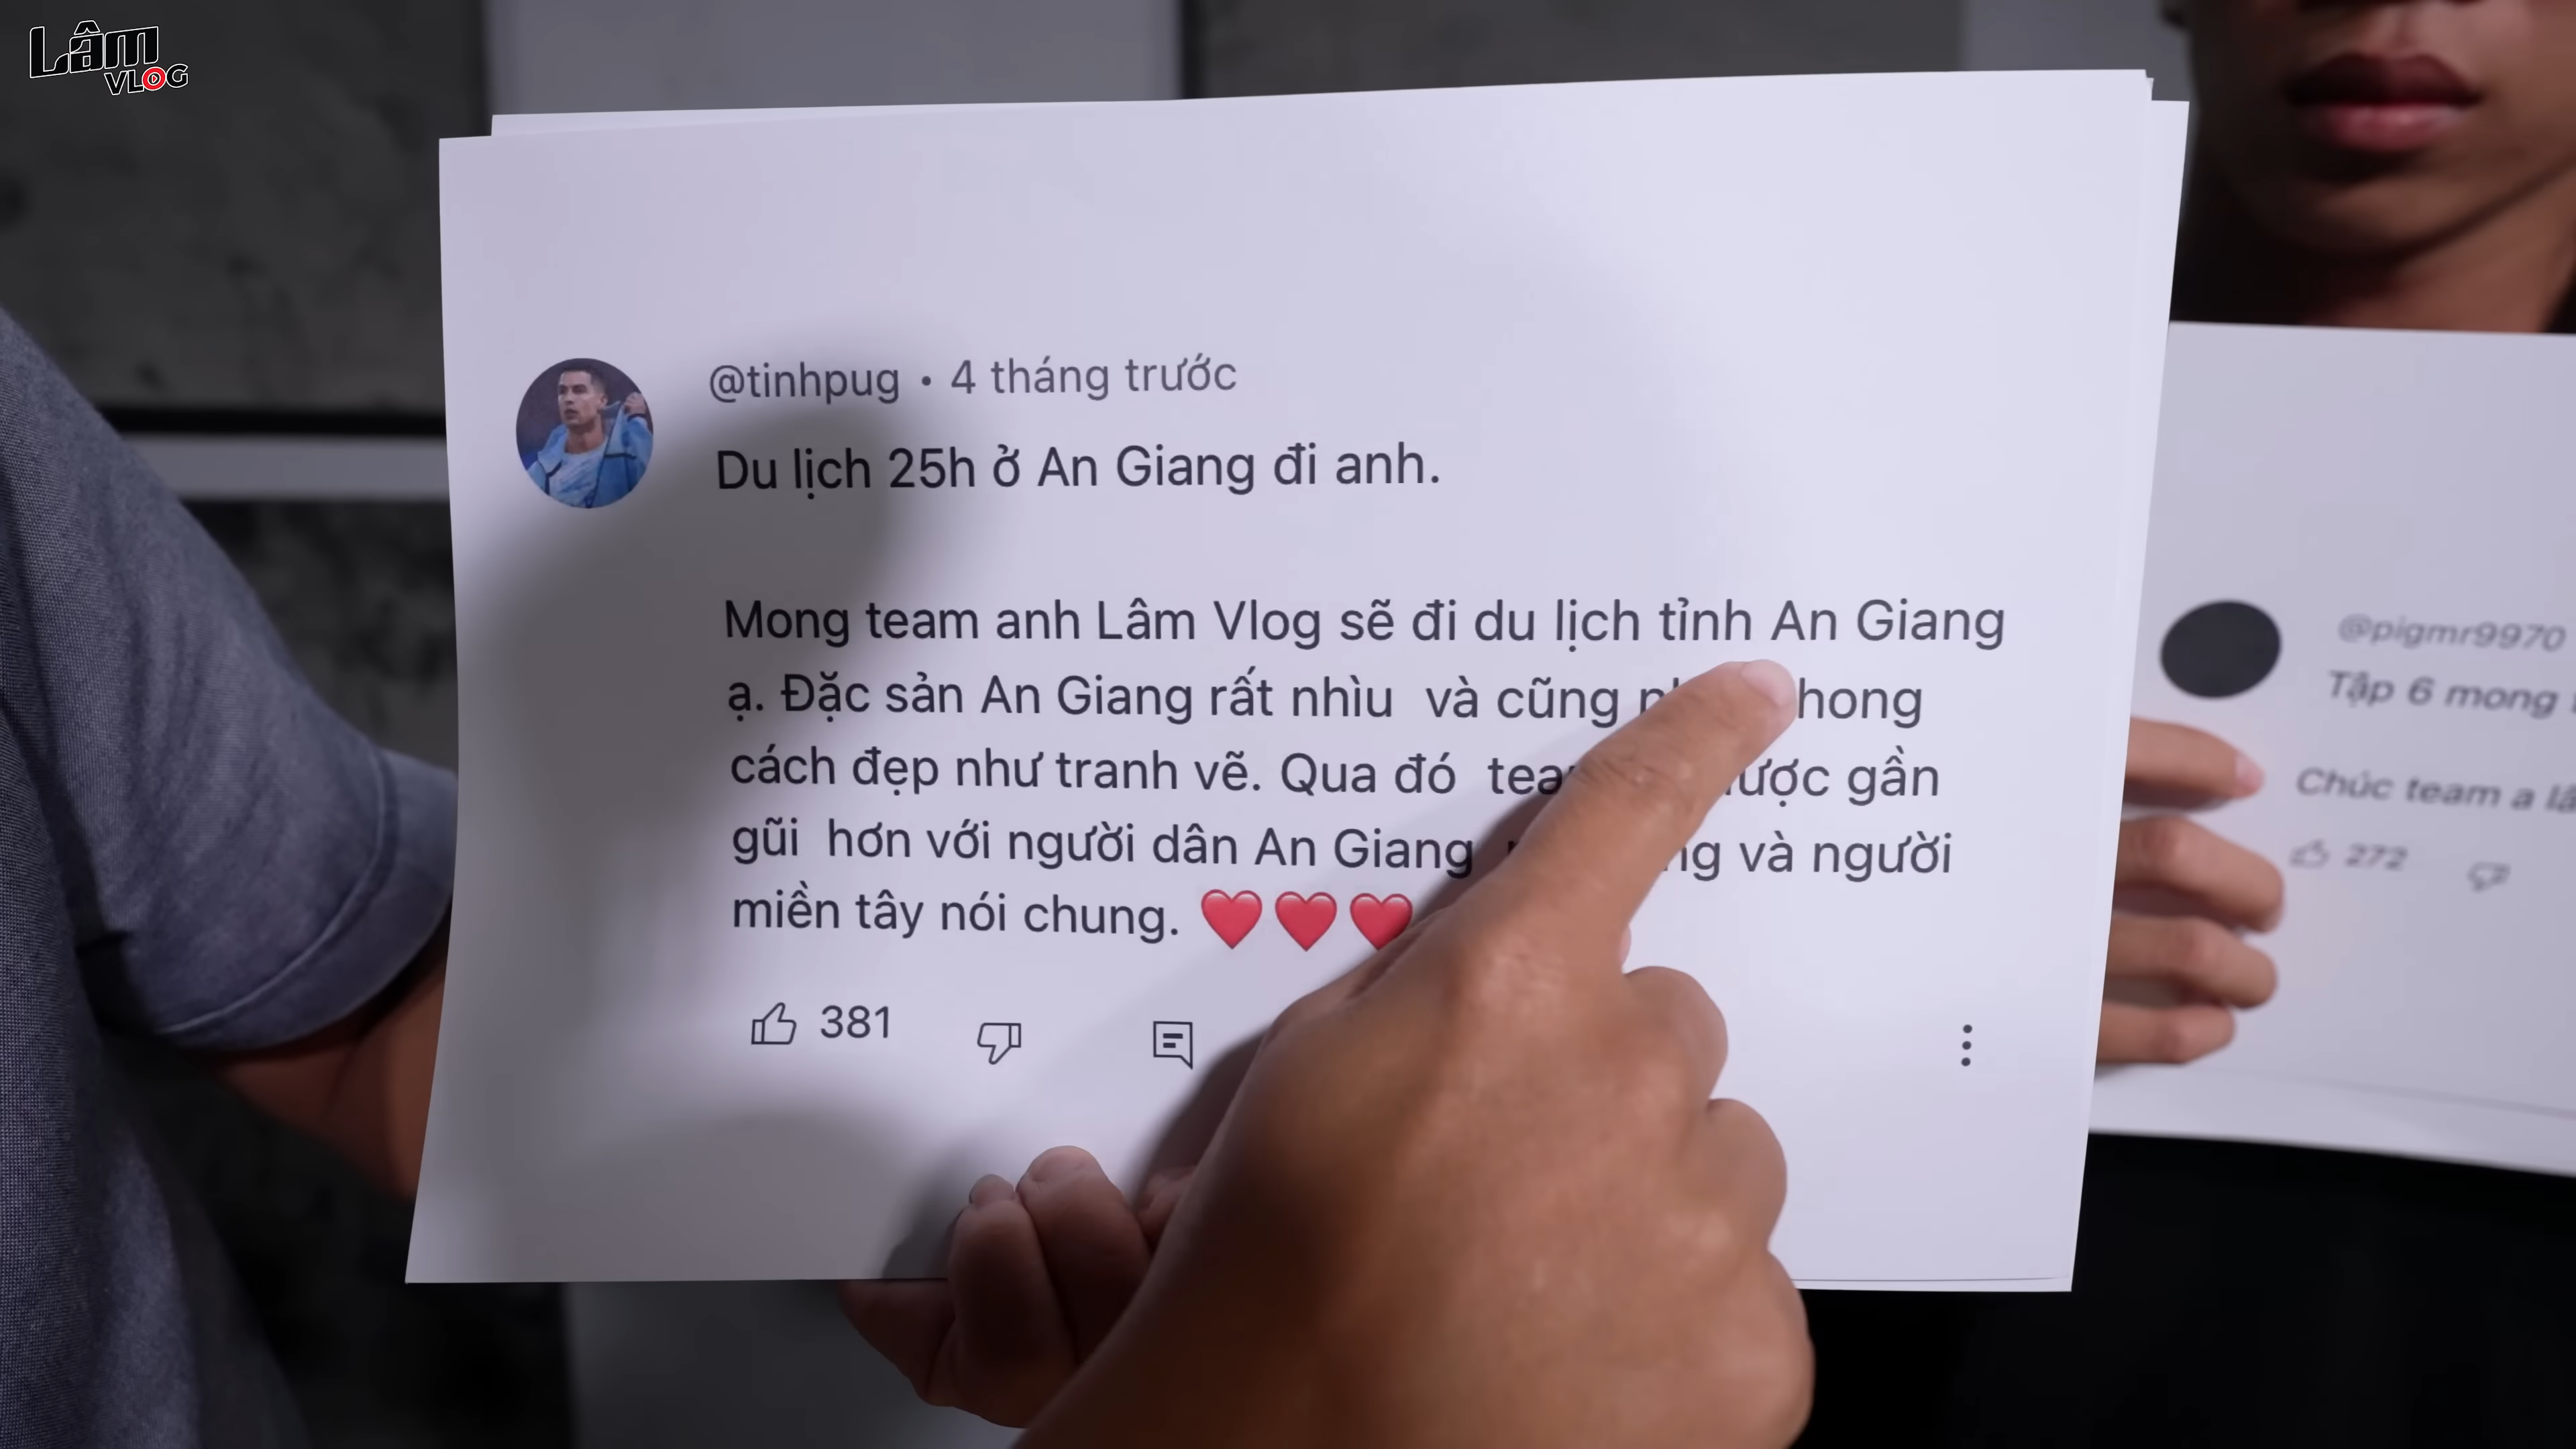 Lâm
VLOG
@tinhpug • 4 tháng trước
Du lịch 25h ở An Giang đi anh.
Mong team anh Lâm Vlog sẽ đi du lịch tỉnh An Giang
ạ. Đặc sản An Giang rất nhìu và cũng
cách đẹp như tranh vẽ. Qua đó gần
gũi hơn với người dân An Giang và người
miền tây nói chung. ❤️❤️❤️
381
@pigmr9970
Tập 6 mong
Chúc team a
272